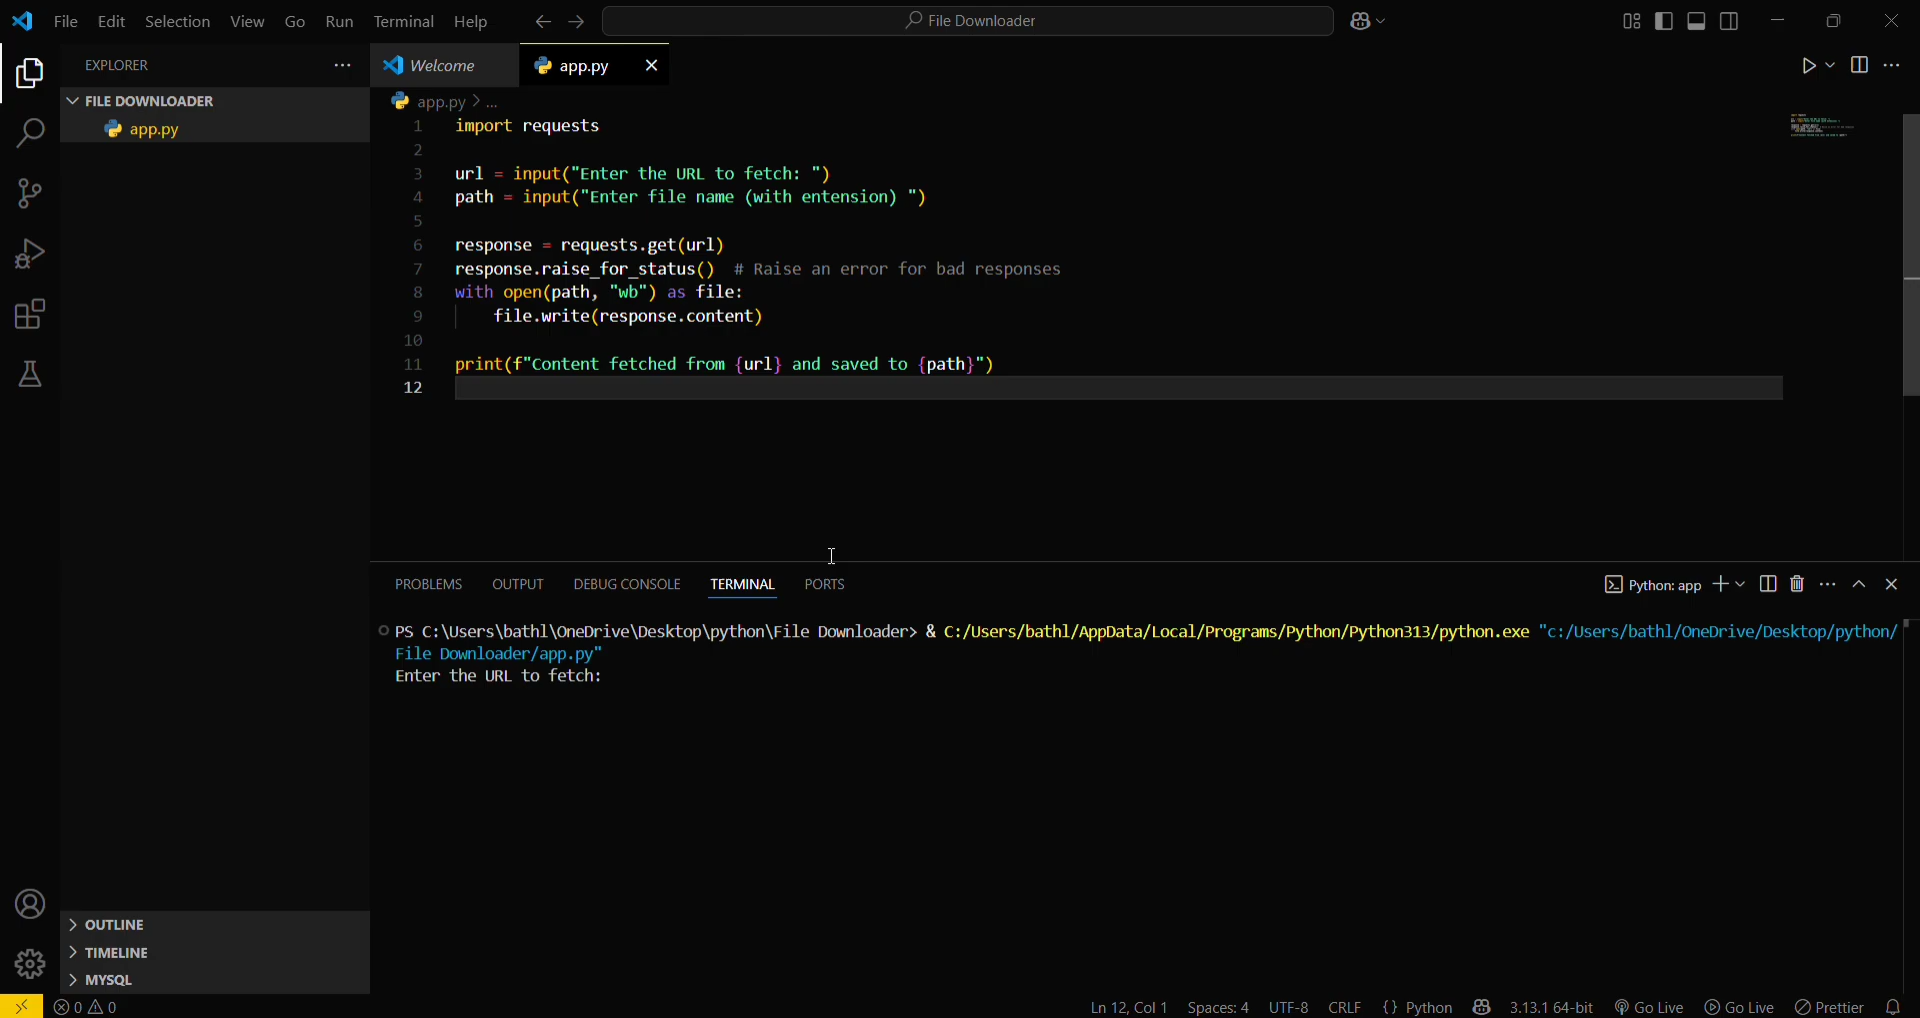 File Edit Selection View Go Run Terminal Help File Downloader
EXPLORER
Welcome
app.py
FILE DOWNLOADER
app.py
app.py > ...
1 import requests
2
3 url = input("Enter the URL to fetch: ")
4 path = input("Enter file name (with entension) ")
5
6 response = requests.get(url)
7 response.raise_for_status() # Raise an error for bad responses
8 with open(path, "wb") as file:
9 file.write(response.content)
10
11 print(f"Content fetched from {url} and saved to {path}")
12
PROBLEMS OUTPUT DEBUG CONSOLE TERMINAL PORTS Python: app
PS C:\Users\bathl\OneDrive\Desktop\python\File Downloader> & C:/Users/bathl/AppData/Local/Programs/Python/Python313/python.exe "c:/Users/bathl/OneDrive/Desktop/python/
File Downloader/app.py"
Enter the URL to fetch:
OUTLINE
TIMELINE
MYSQL
0 0 Ln 12, Col 1 Spaces: 4 UTF-8 CRLF {} Python 3.13.1 64-bit Go Live Go Live Prettier